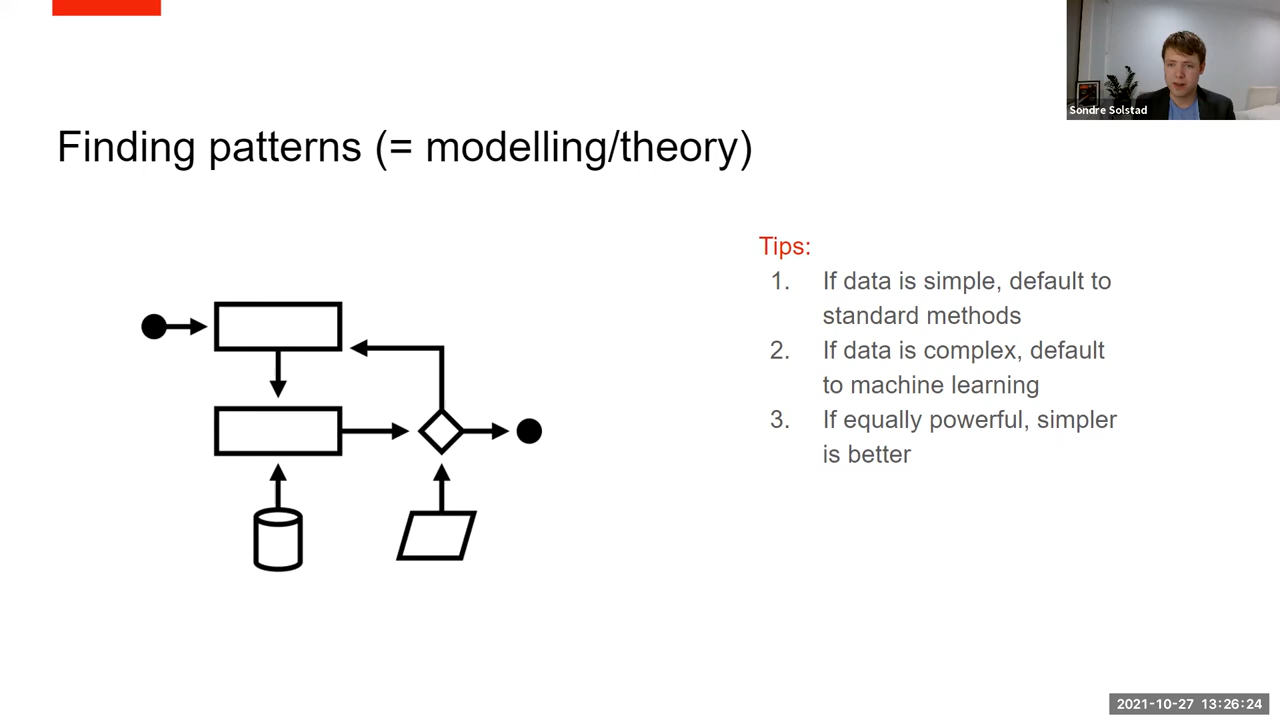 Sondre Solstad
Finding patterns (= modelling/theory)
Tips:
1. If data is simple, default to
standard methods
2. If data is complex, default
to machine learning
3. If equally powerful, simpler
is better
2021-10-27 13:26:24